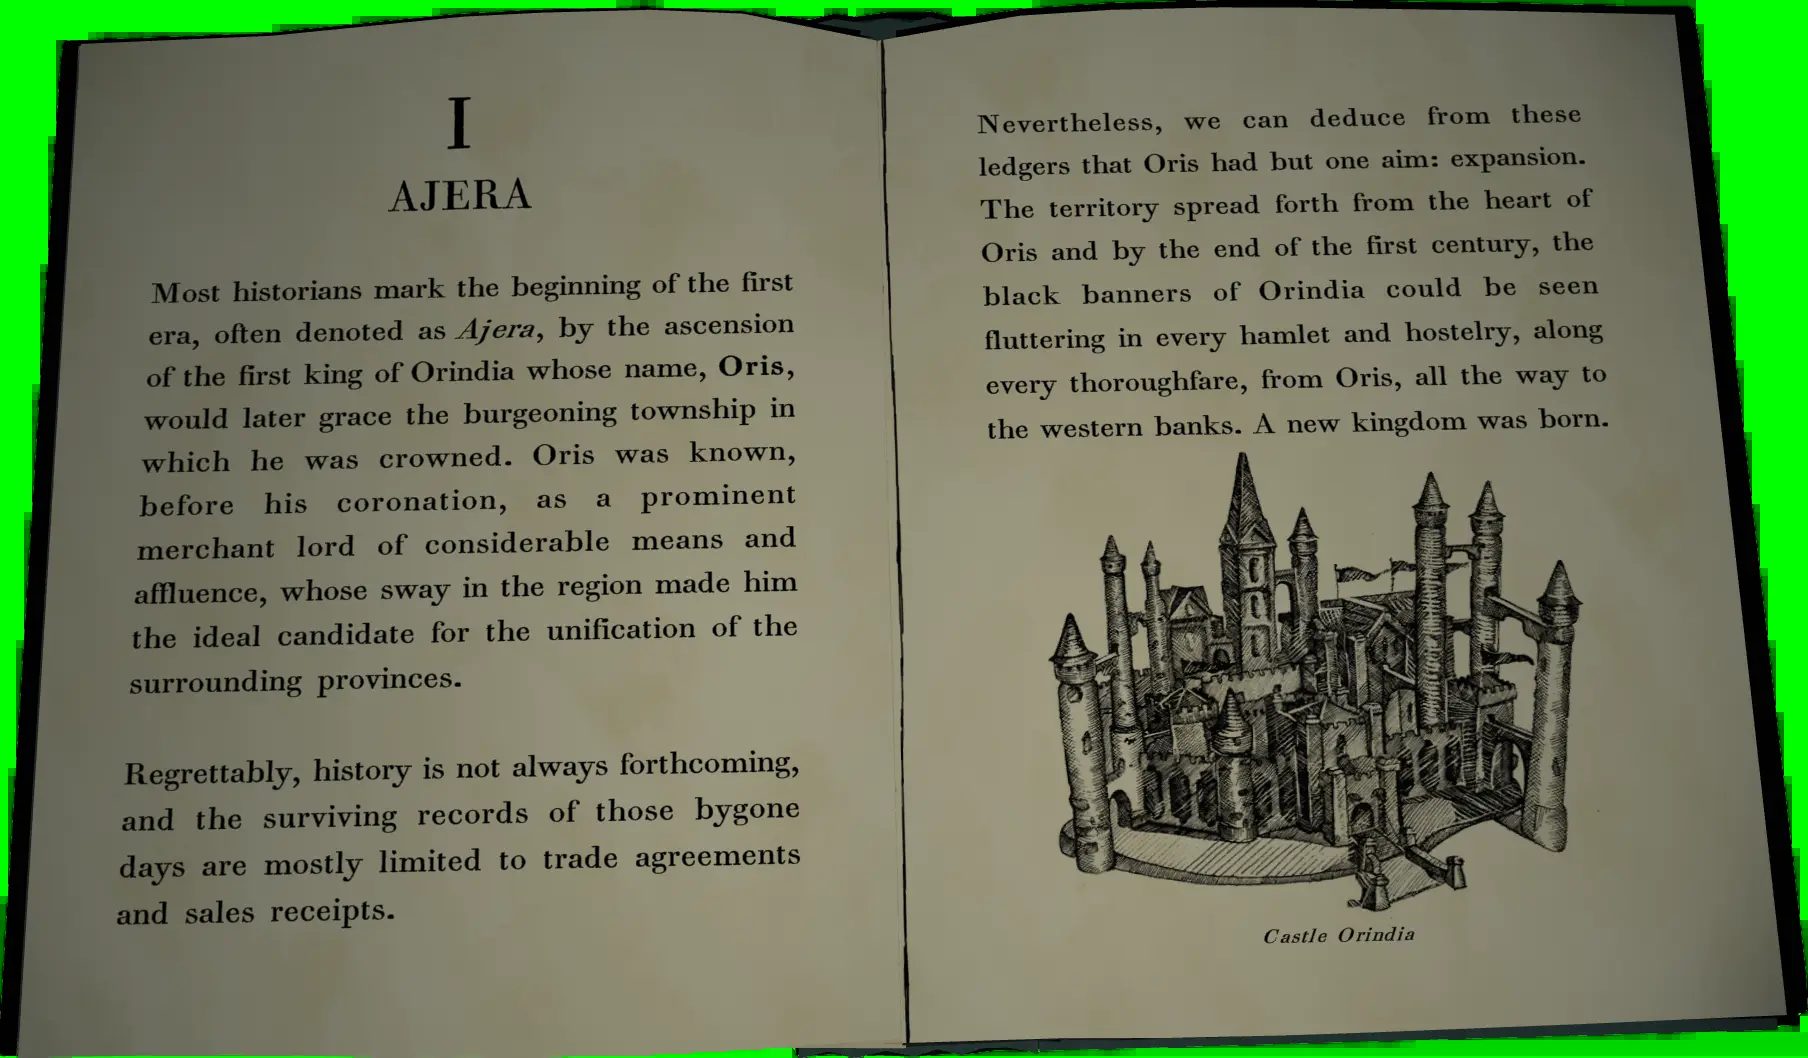 I
AJERA
Most historians mark the beginning of the first
era, often denoted as Ajera, by the ascension
of the first king of Orindia whose name, Oris,
would later grace the burgeoning township in
which he was crowned. Oris was known,
before his coronation, as a prominent
merchant lord of considerable means and
affluence, whose sway in the region made him
the ideal candidate for the unification of the
surrounding provinces.
Regrettably, history is not always forthcoming,
and the surviving records of those bygone
days are mostly limited to trade agreements
and sales receipts.
Nevertheless, we can deduce from these
ledgers that Oris had but one aim: expansion.
The territory spread forth from the heart of
Oris and by the end of the first century, the
black banners of Orindia could be seen
fluttering in every hamlet and hostelry, along
every thoroughfare, from Oris, all the way to
the western banks. A new kingdom was born.
Castle Orindia